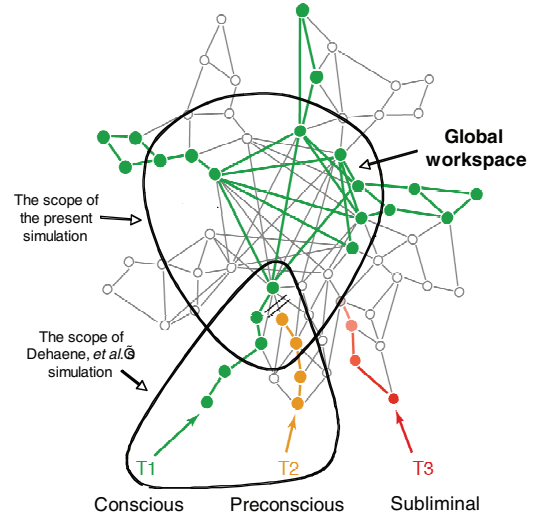 Global
workspace
The scope of
the present
simulation
The scope of
Dehaene, et al.Õs
simulation
T1
T2
T3
Conscious
Preconscious
Subliminal